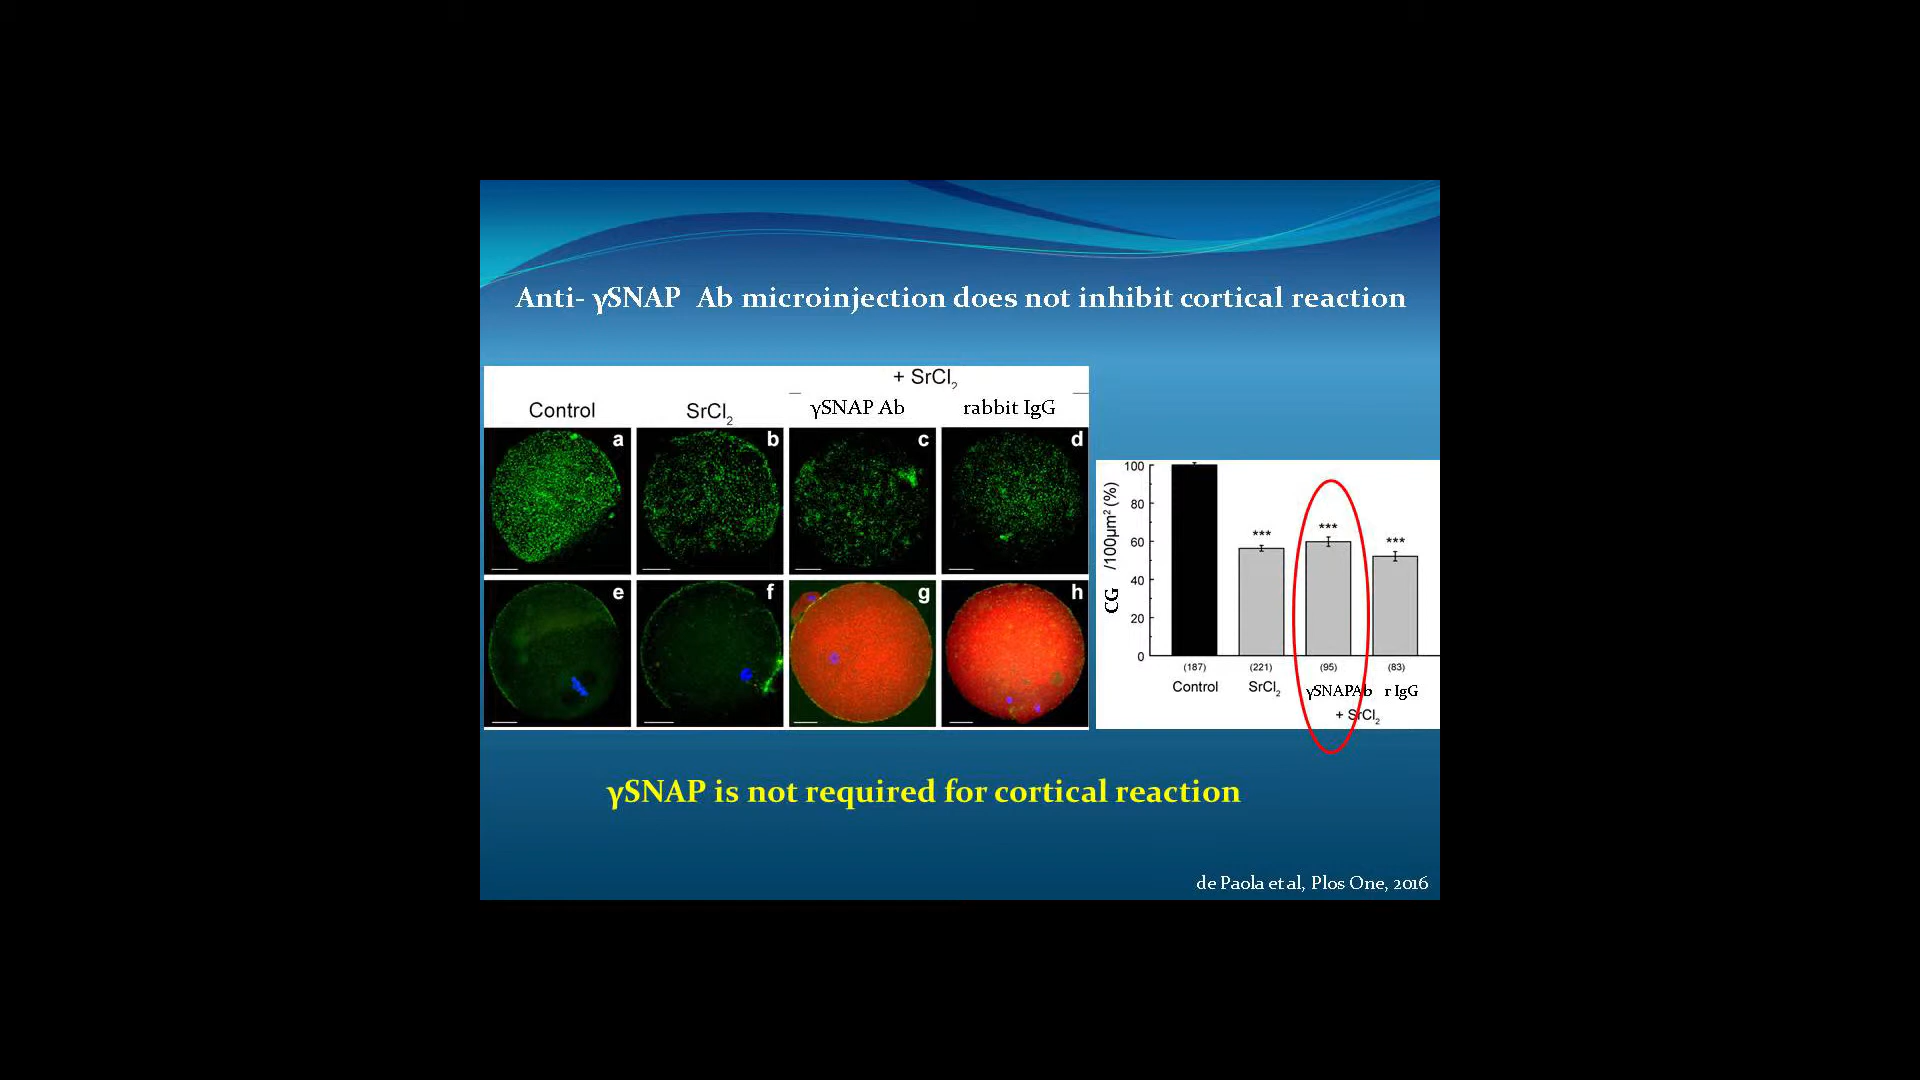 Anti- γSNAP Ab microinjection does not inhibit cortical reaction
+ SrCl2
Control
SrCl2
γSNAP Ab
rabbit IgG
a
b
c
d
e
f
g
h
CG /100µm² (%)
100
80
60
40
20
0
***
***
***
(187)
(221)
(95)
(83)
Control
SrCl2
γSNAPAb
r IgG
+ SrCl2
γSNAP is not required for cortical reaction
de Paola et al, Plos One, 2016